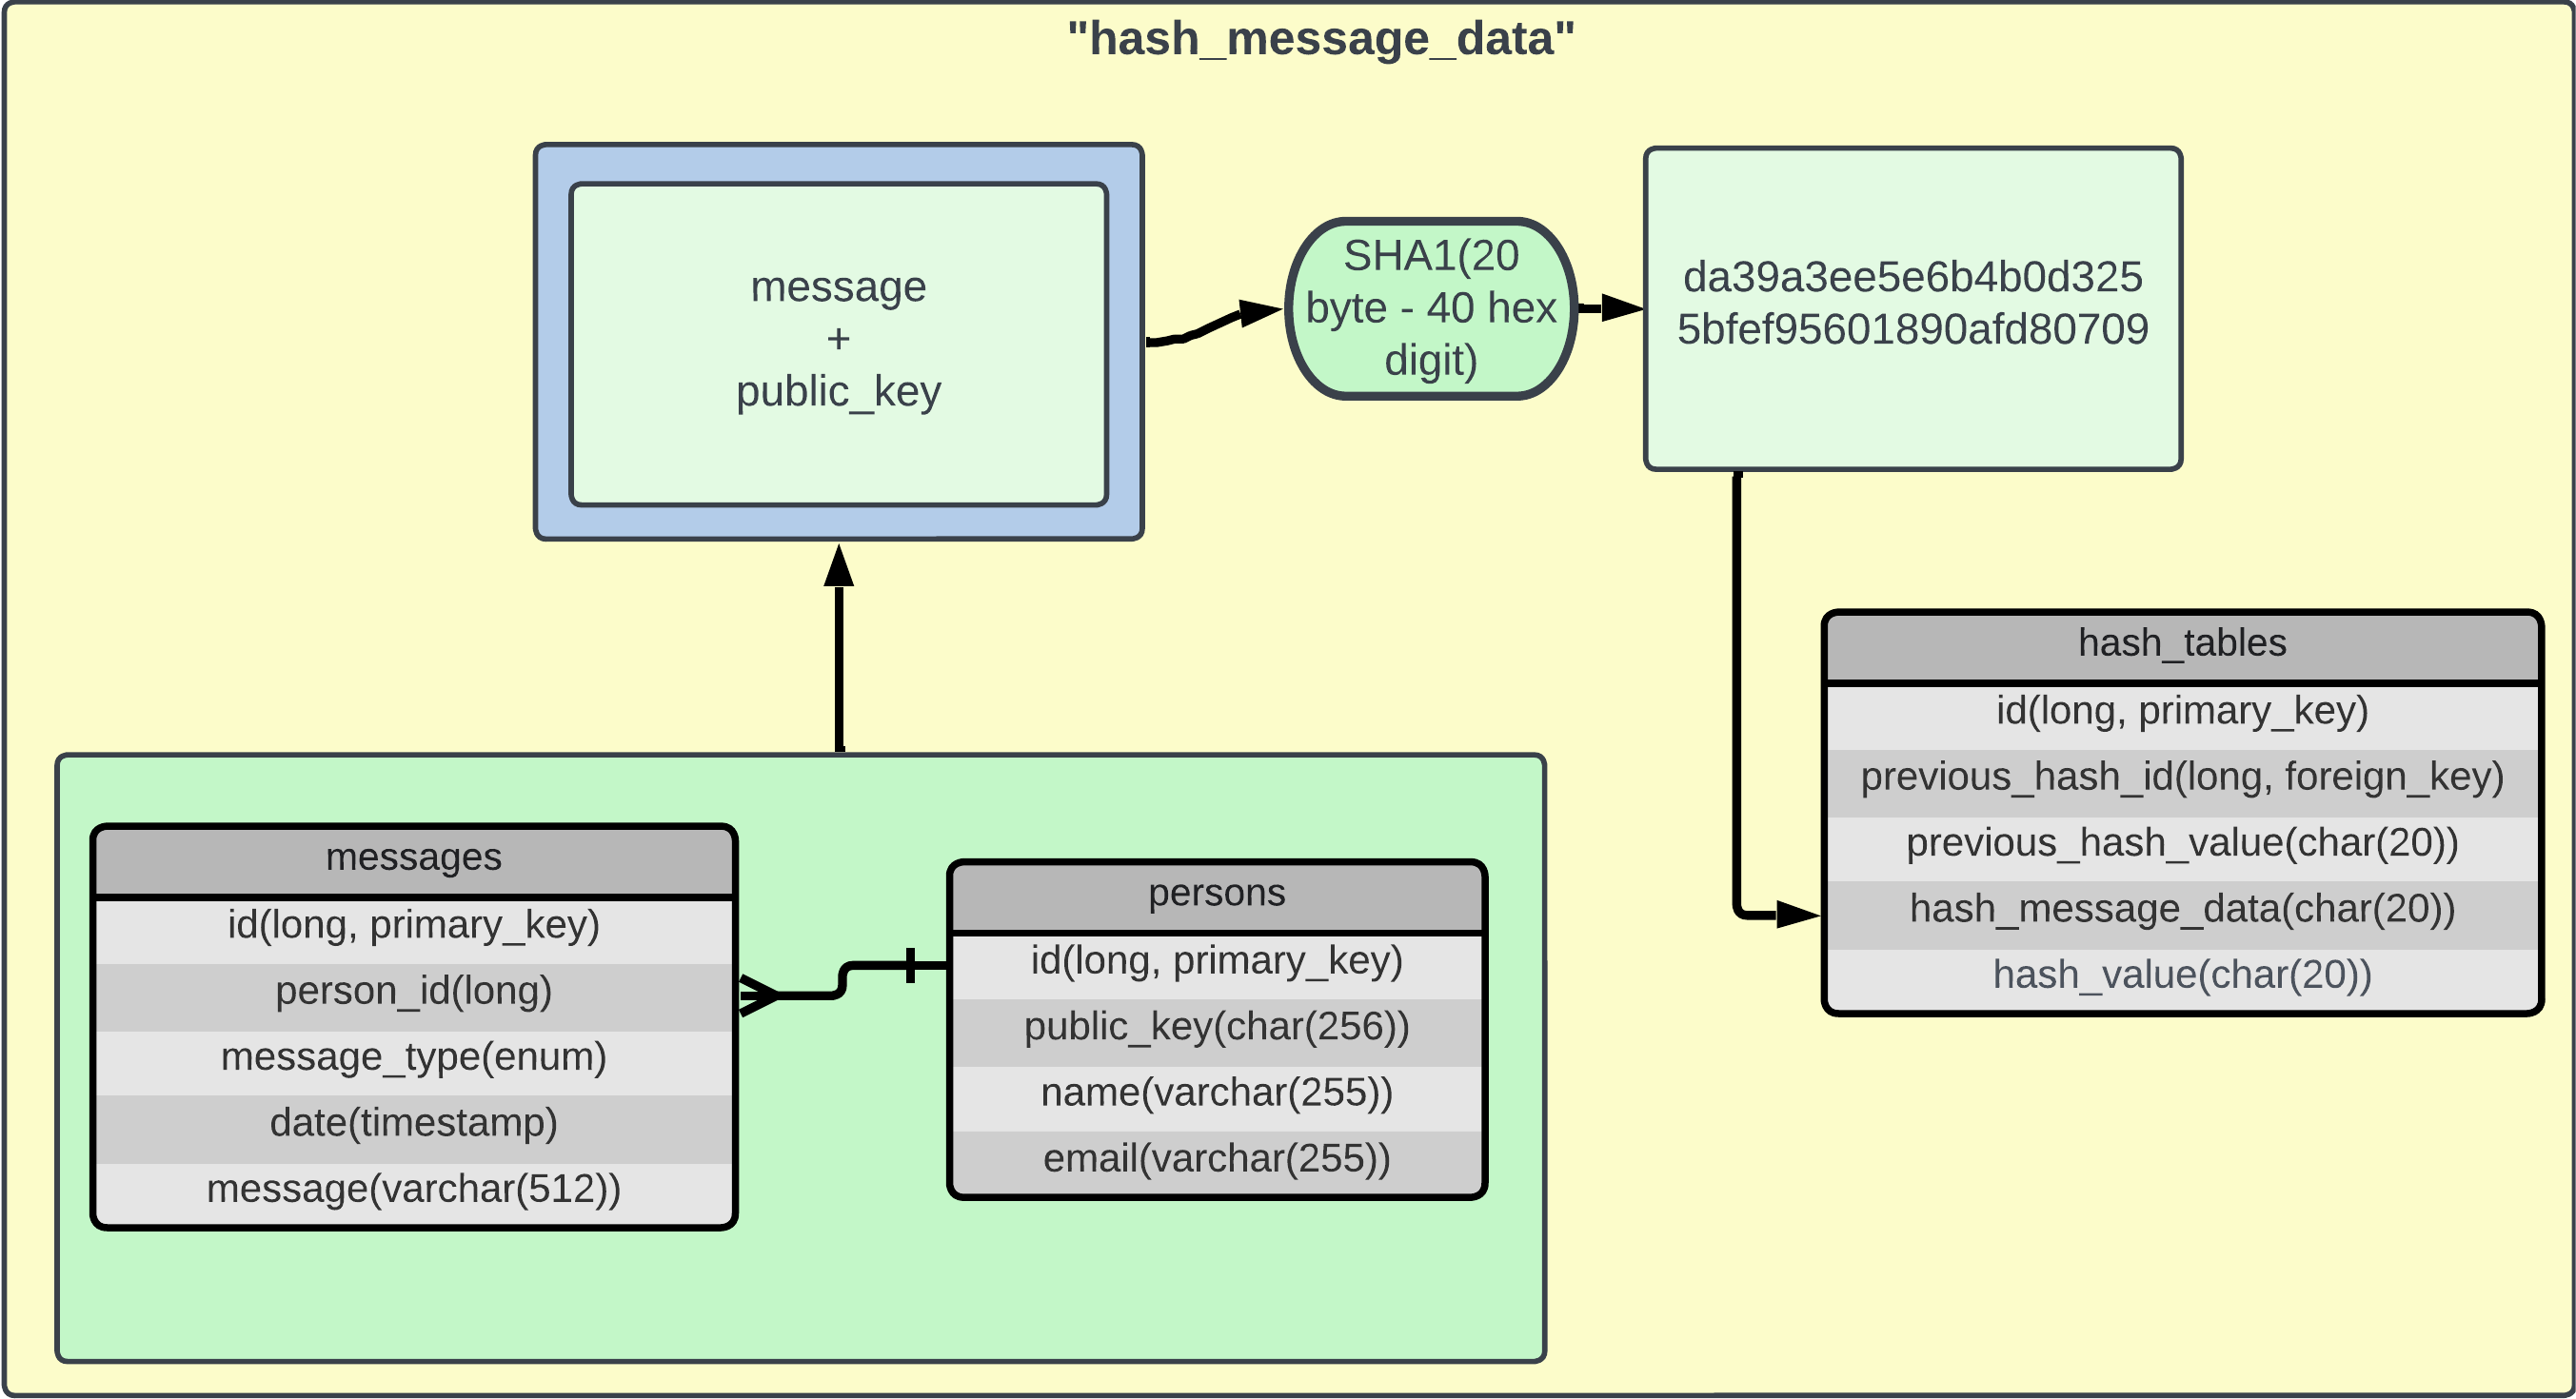 "hash_message_data"
message
+
public_key
SHA1(20
byte - 40 hex
digit)
da39a3ee5e6b4b0d325
5bfef95601890afd80709
hash_tables
id(long, primary_key)
previous_hash_id(long, foreign_key)
previous_hash_value(char(20))
hash_message_data(char(20))
hash_value(char(20))
messages
id(long, primary_key)
person_id(long)
message_type(enum)
date(timestamp)
message(varchar(512))
persons
id(long, primary_key)
public_key(char(256))
name(varchar(255))
email(varchar(255))